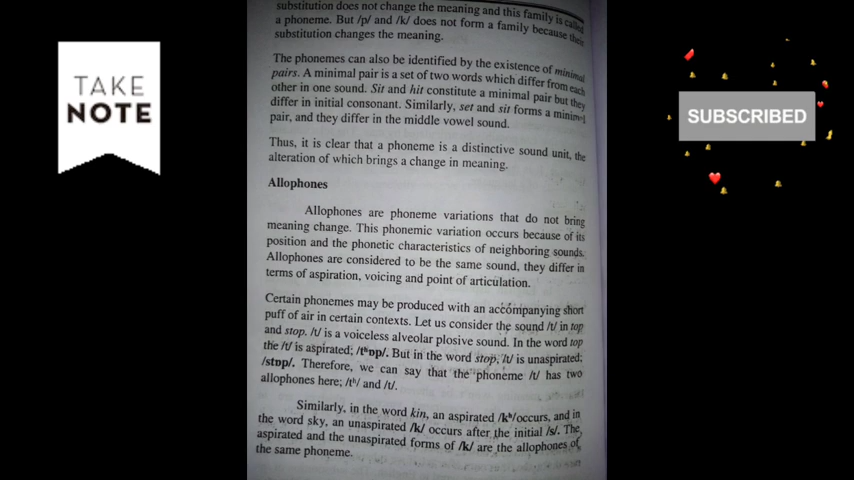 TAKE
NOTE
SUBSCRIBED
substitution does not change the meaning and this family is called
a phoneme. But /p/ and /k/ does not form a family because their
substitution changes the meaning.
The phonemes can also be identified by the existence of minimal
pairs. A minimal pair is a set of two words which differ from each
other in one sound. Sit and hit constitute a minimal pair but they
differ in initial consonant. Similarly, set and sit forms a minimal
pair, and they differ in the middle vowel sound.
Thus, it is clear that a phoneme is a distinctive sound unit, the
alteration of which brings a change in meaning.
Allophones
Allophones are phoneme variations that do not bring
meaning change. This phonemic variation occurs because of its
position and the phonetic characteristics of neighboring sounds.
Allophones are considered to be the same sound, they differ in
terms of aspiration, voicing and point of articulation.
Certain phonemes may be produced with an accompanying short
puff of air in certain contexts. Let us consider the sound /t/ in top
and stop. /t/ is a voiceless alveolar plosive sound. In the word top
the /t/ is aspirated; /tʰɒp/. But in the word stop, /t/ is unaspirated;
/stɒp/. Therefore, we can say that the phoneme /t/ has two
allophones here; /tʰ/ and /t/.
Similarly, in the word kin, an aspirated /kʰ/occurs, and in
the word sky, an unaspirated /k/ occurs after the initial /s/. The
aspirated and the unaspirated forms of /k/ are the allophones of
the same phoneme.